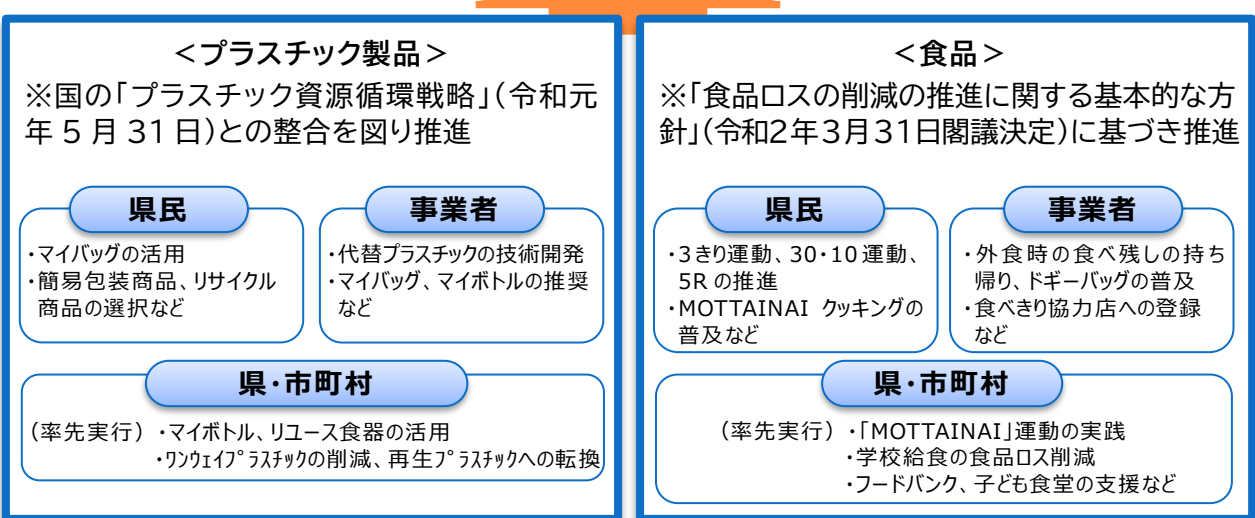 ＜プラスチック製品＞
※国の「プラスチック資源循環戦略」（令和元
年 5 月 31 日）との整合を図り推進
県民
・マイバッグの活用
・簡易包装商品、リサイクル
商品の選択など
事業者
・代替プラスチックの技術開発
・マイバッグ、マイボトルの推奨
など
県・市町村
（率先実行）・マイボトル、リユース食器の活用
・ﾜﾝｳｪｲﾌﾟﾗｽﾁｯｸの削減、再生ﾌﾟﾗｽﾁｯｸへの転換
＜食品＞
※「食品ロスの削減の推進に関する基本的な方
針」（令和２年３月３１日閣議決定）に基づき推進
県民
・３きり運動、30・10 運動、
5R の推進
・MOTTAINAI クッキングの
普及など
事業者
・外食時の食べ残しの持ち
帰り、ドギーバッグの普及
・食べきり協力店への登録
など
県・市町村
（率先実行）・「MOTTAINAI」運動の実践
・学校給食の食品ロス削減
・フードバンク、子ども食堂の支援など